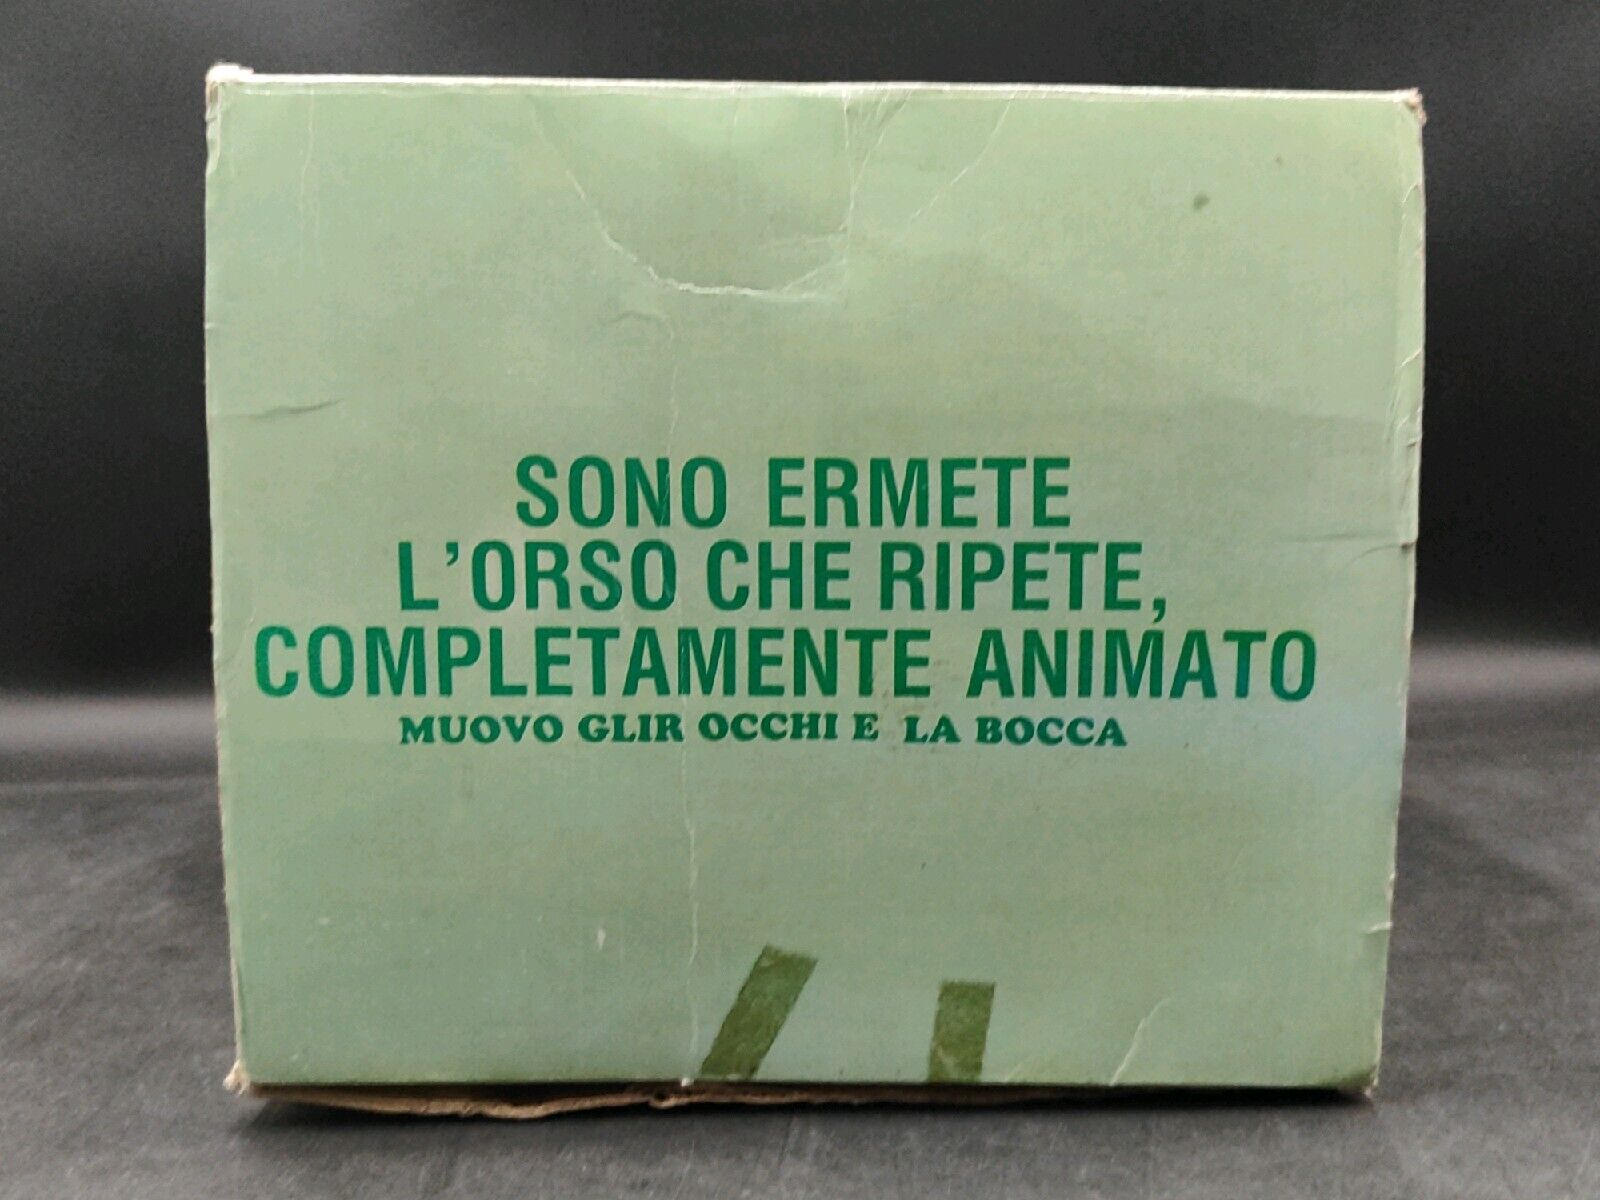 SONO ERMETE
L'ORSO CHE RIPETE,
COMPLETAMENTE ANIMATO
MUOVO GLIR OCCHI E LA BOCCA